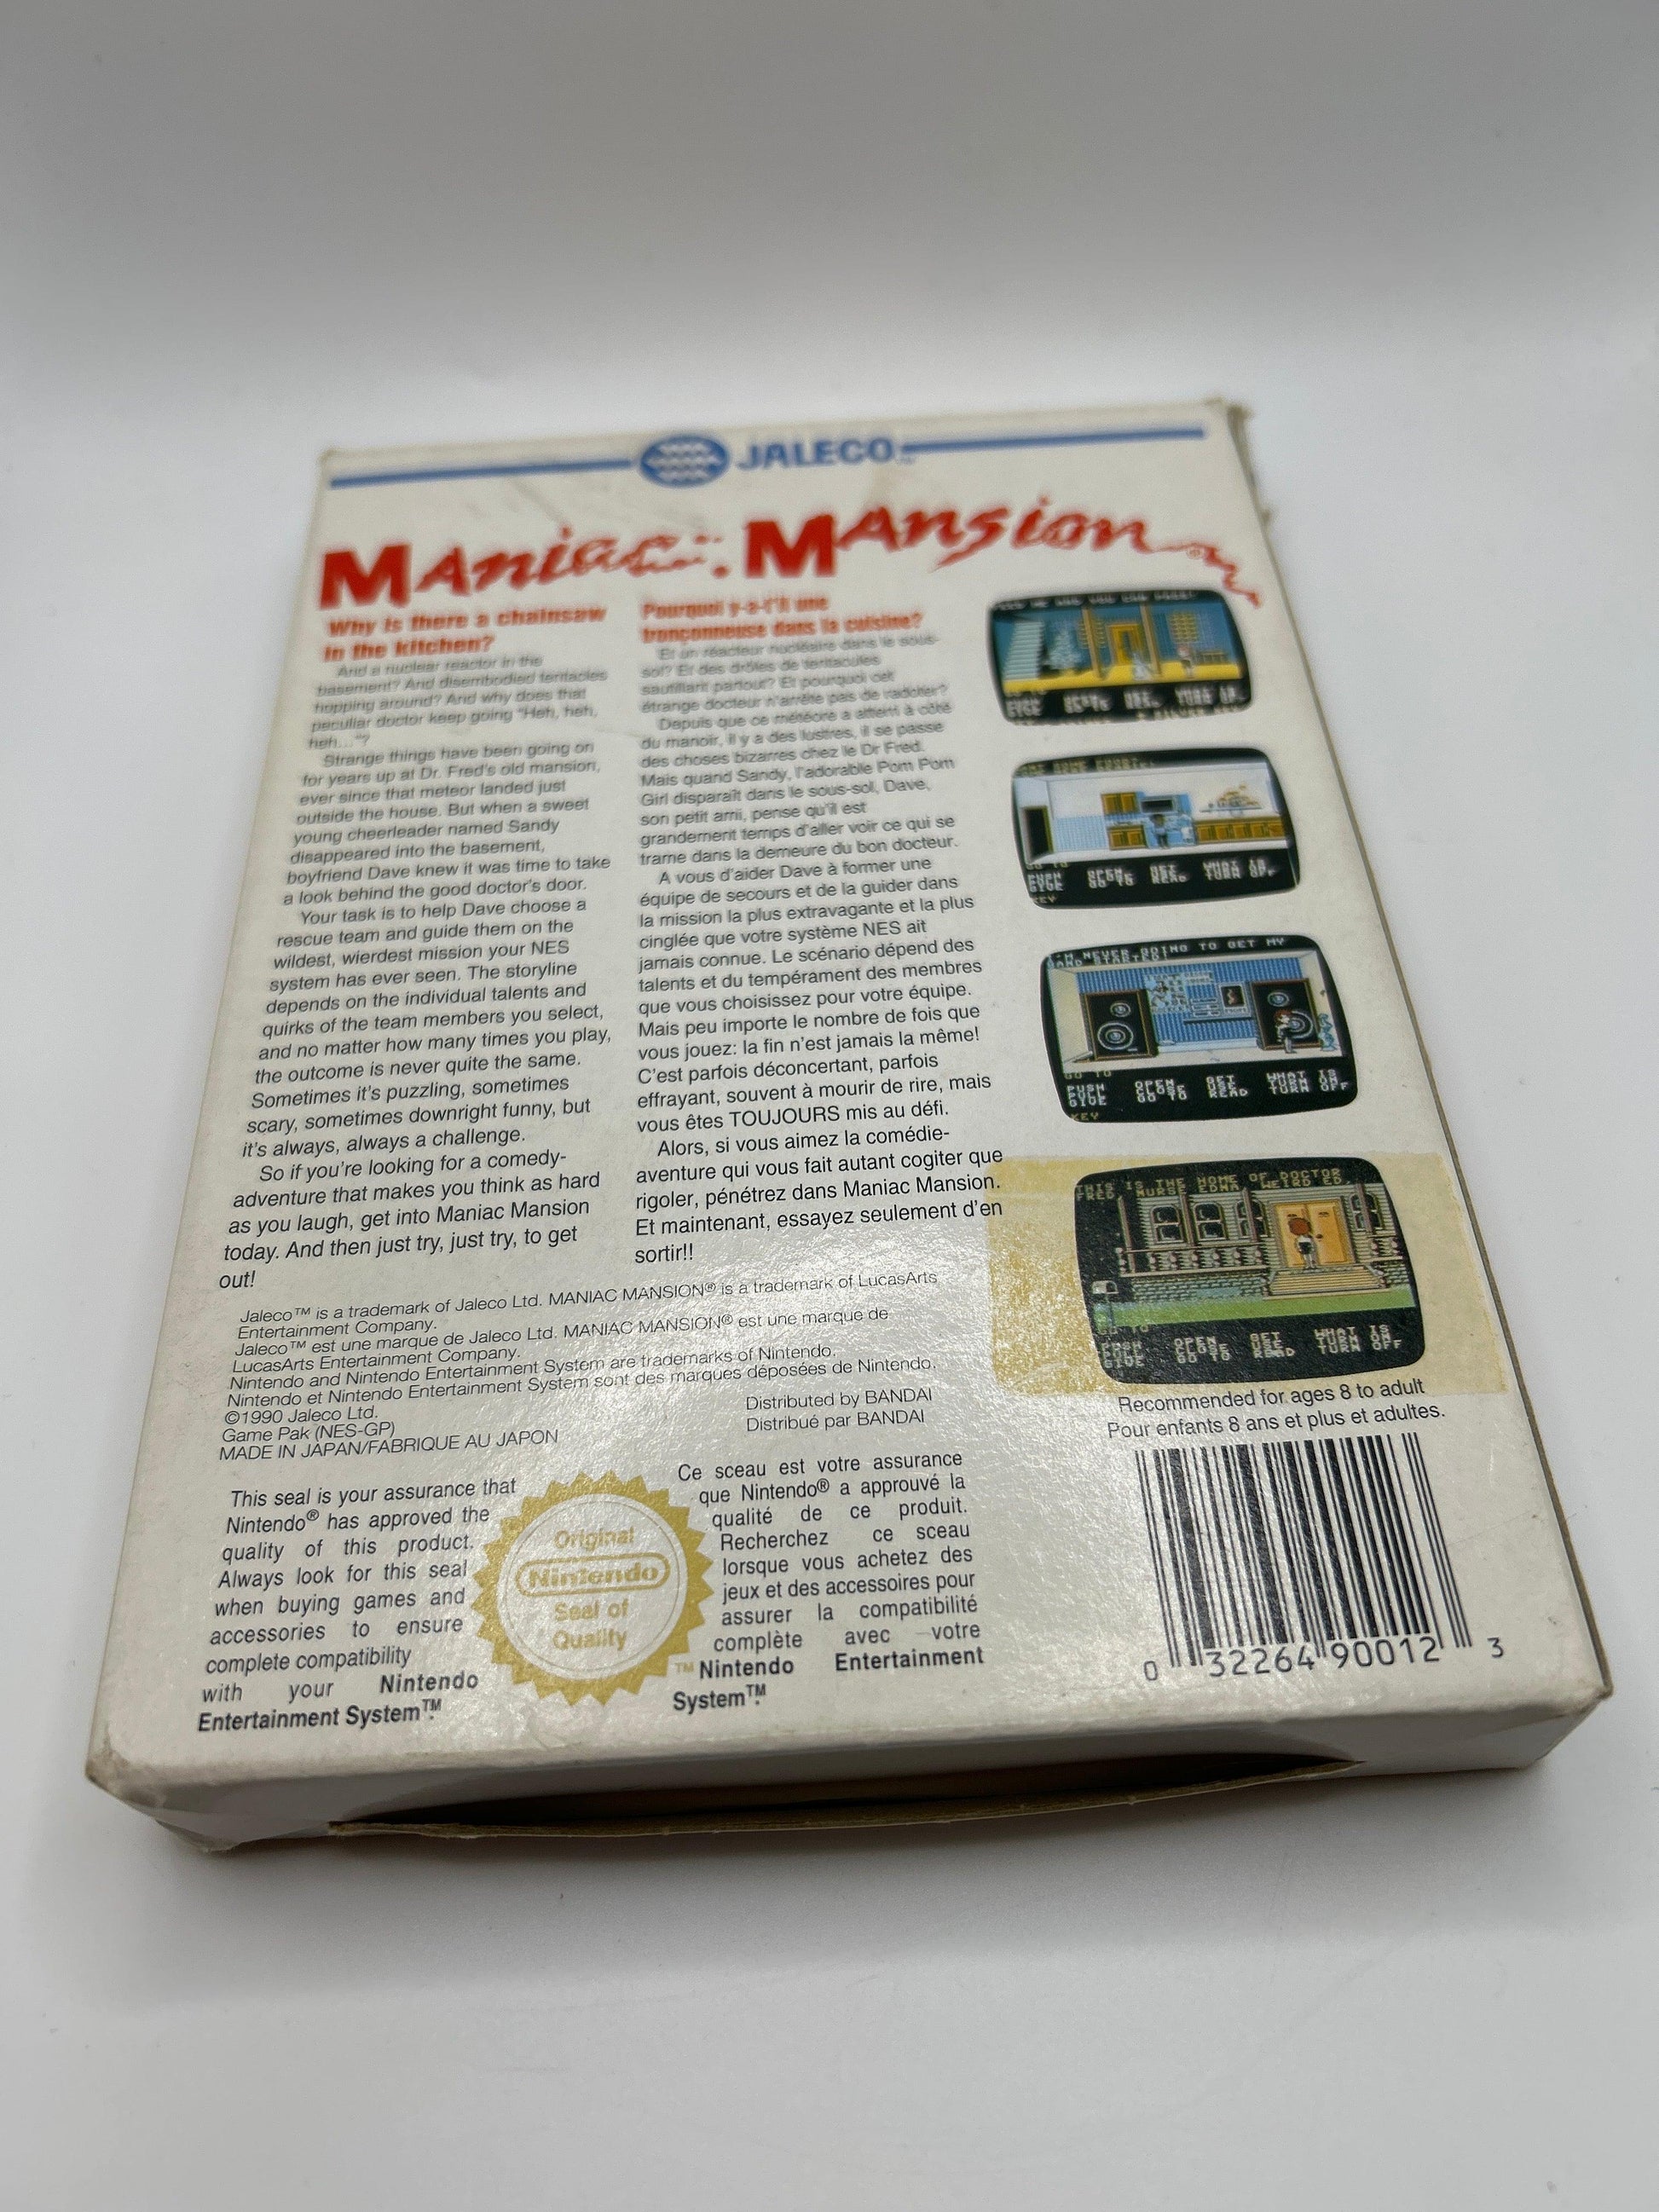 JALECO™
Maniac Mansion
Why is there a chainsaw
in the kitchen?
And a nuclear reactor in the
basement? And disembodied tentacles
hopping around? And why does that
peculiar doctor keep going "Heh, heh,
heh..."?
Strange things have been going on
for years up at Dr. Fred's old mansion,
ever since that meteor landed just
outside the house. But when a sweet
young cheerleader named Sandy
disappeared into the basement,
boyfriend Dave knew it was time to take
a look behind the good doctor's door.
Your task is to help Dave choose a
rescue team and guide them on the
wildest, wierdest mission your NES
system has ever seen. The storyline
depends on the individual talents and
quirks of the team members you select,
and no matter how many times you play,
the outcome is never quite the same.
Sometimes it's puzzling, sometimes
scary, sometimes downright funny, but
it's always, always a challenge.
So if you're looking for a comedy-
adventure that makes you think as hard
as you laugh, get into Maniac Mansion
today. And then just try, just try, to get
out!
Pourquoi y-a-t'il une
tronçonneuse dans la cuisine?
Et un réacteur nucléaire dans le sous-
sol? Et des drôles de tentacules
sautillant partout? Et pourquoi cet
étrange docteur n'arrête pas de radoter?
Depuis que ce météore a atterri à côté
du manoir, il y a des lustres, il se passe
des choses bizarres chez le Dr Fred.
Mais quand Sandy, l'adorable Pom Pom
Girl disparaît dans le sous-sol, Dave,
son petit ami, pense qu'il est
grandement temps d'aller voir ce qui se
trame dans la demeure du bon docteur.
A vous d'aider Dave à former une
équipe de secours et de la guider dans
la mission la plus extravagante et la plus
cinglée que votre système NES ait
jamais connue. Le scénario dépend des
talents et du tempérament des membres
que vous choisissez pour votre équipe.
Mais peu importe le nombre de fois que
vous jouez: la fin n'est jamais la même!
C'est parfois déconcertant, parfois
effrayant, souvent à mourir de rire, mais
vous êtes TOUJOURS mis au défi.
Alors, si vous aimez la comédie-
aventure qui vous fait autant cogiter que
rigoler, pénétrez dans Maniac Mansion.
Et maintenant, essayez seulement d'en
sortir!!
PUSH OPEN GET WHAT IS
PULL CLOSE USE TURN ON
GIVE GO TO READ TURN OFF
KEY
I'M NEVER GOING TO GET MY
BAND STARTED!
GO TO
PUSH OPEN GET WHAT IS
PULL CLOSE USE TURN ON
GIVE GO TO READ TURN OFF
KEY
THIS IS THE HOME OF DOCTOR
FRED, NURSE EDNA, WEIRD ED,
GO TO
PUSH OPEN GET WHAT IS
PULL CLOSE USE TURN ON
GIVE GO TO READ TURN OFF
Jaleco™ is a trademark of Jaleco Ltd. MANIAC MANSION® is a trademark of LucasArts
Entertainment Company.
Jaleco™ est une marque de Jaleco Ltd. MANIAC MANSION® est une marque de
LucasArts Entertainment Company.
Nintendo and Nintendo Entertainment System are trademarks of Nintendo.
Nintendo et Nintendo Entertainment System sont des marques déposées de Nintendo.
©1990 Jaleco Ltd.
Game Pak (NES-GP)
MADE IN JAPAN/FABRIQUE AU JAPON
Distributed by BANDAI
Distribué par BANDAI
Recommended for ages 8 to adult
Pour enfants 8 ans et plus et adultes.
This seal is your assurance that
Nintendo® has approved the
quality of this product.
Always look for this seal
when buying games and
accessories to ensure
complete compatibility
with your Nintendo
Entertainment System™.
Original
Nintendo
Seal of
Quality
TM
Ce sceau est votre assurance
que Nintendo® a approuvé la
qualité de ce produit.
Recherchez ce sceau
lorsque vous achetez des
jeux et des accessoires pour
assurer la compatibilité
complète avec votre
Nintendo Entertainment
System™.
0 32264 90012 3